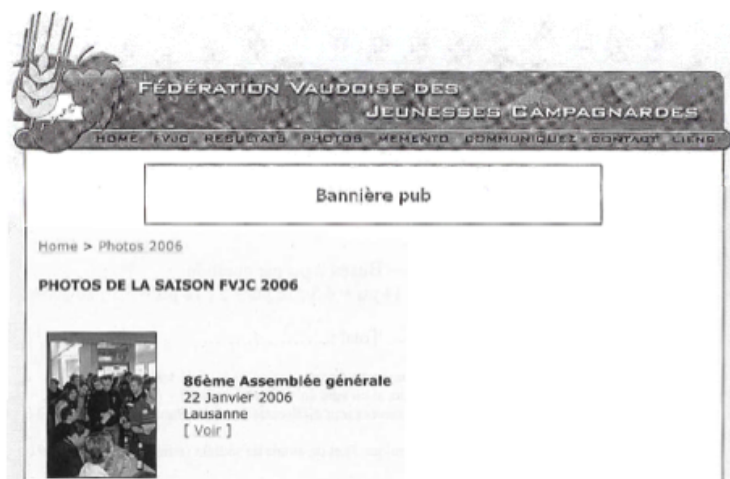 FÉDÉRATION VAUDOISE DES
JEUNESSES CAMPAGNARDES
HOME FVJC RESULTATS PHOTOS MEMENTO COMMUNIQUEZ CONTACT LIENS
Bannière pub
Home > Photos 2006
PHOTOS DE LA SAISON FVJC 2006
86ème Assemblée générale
22 Janvier 2006
Lausanne
[ Voir ]